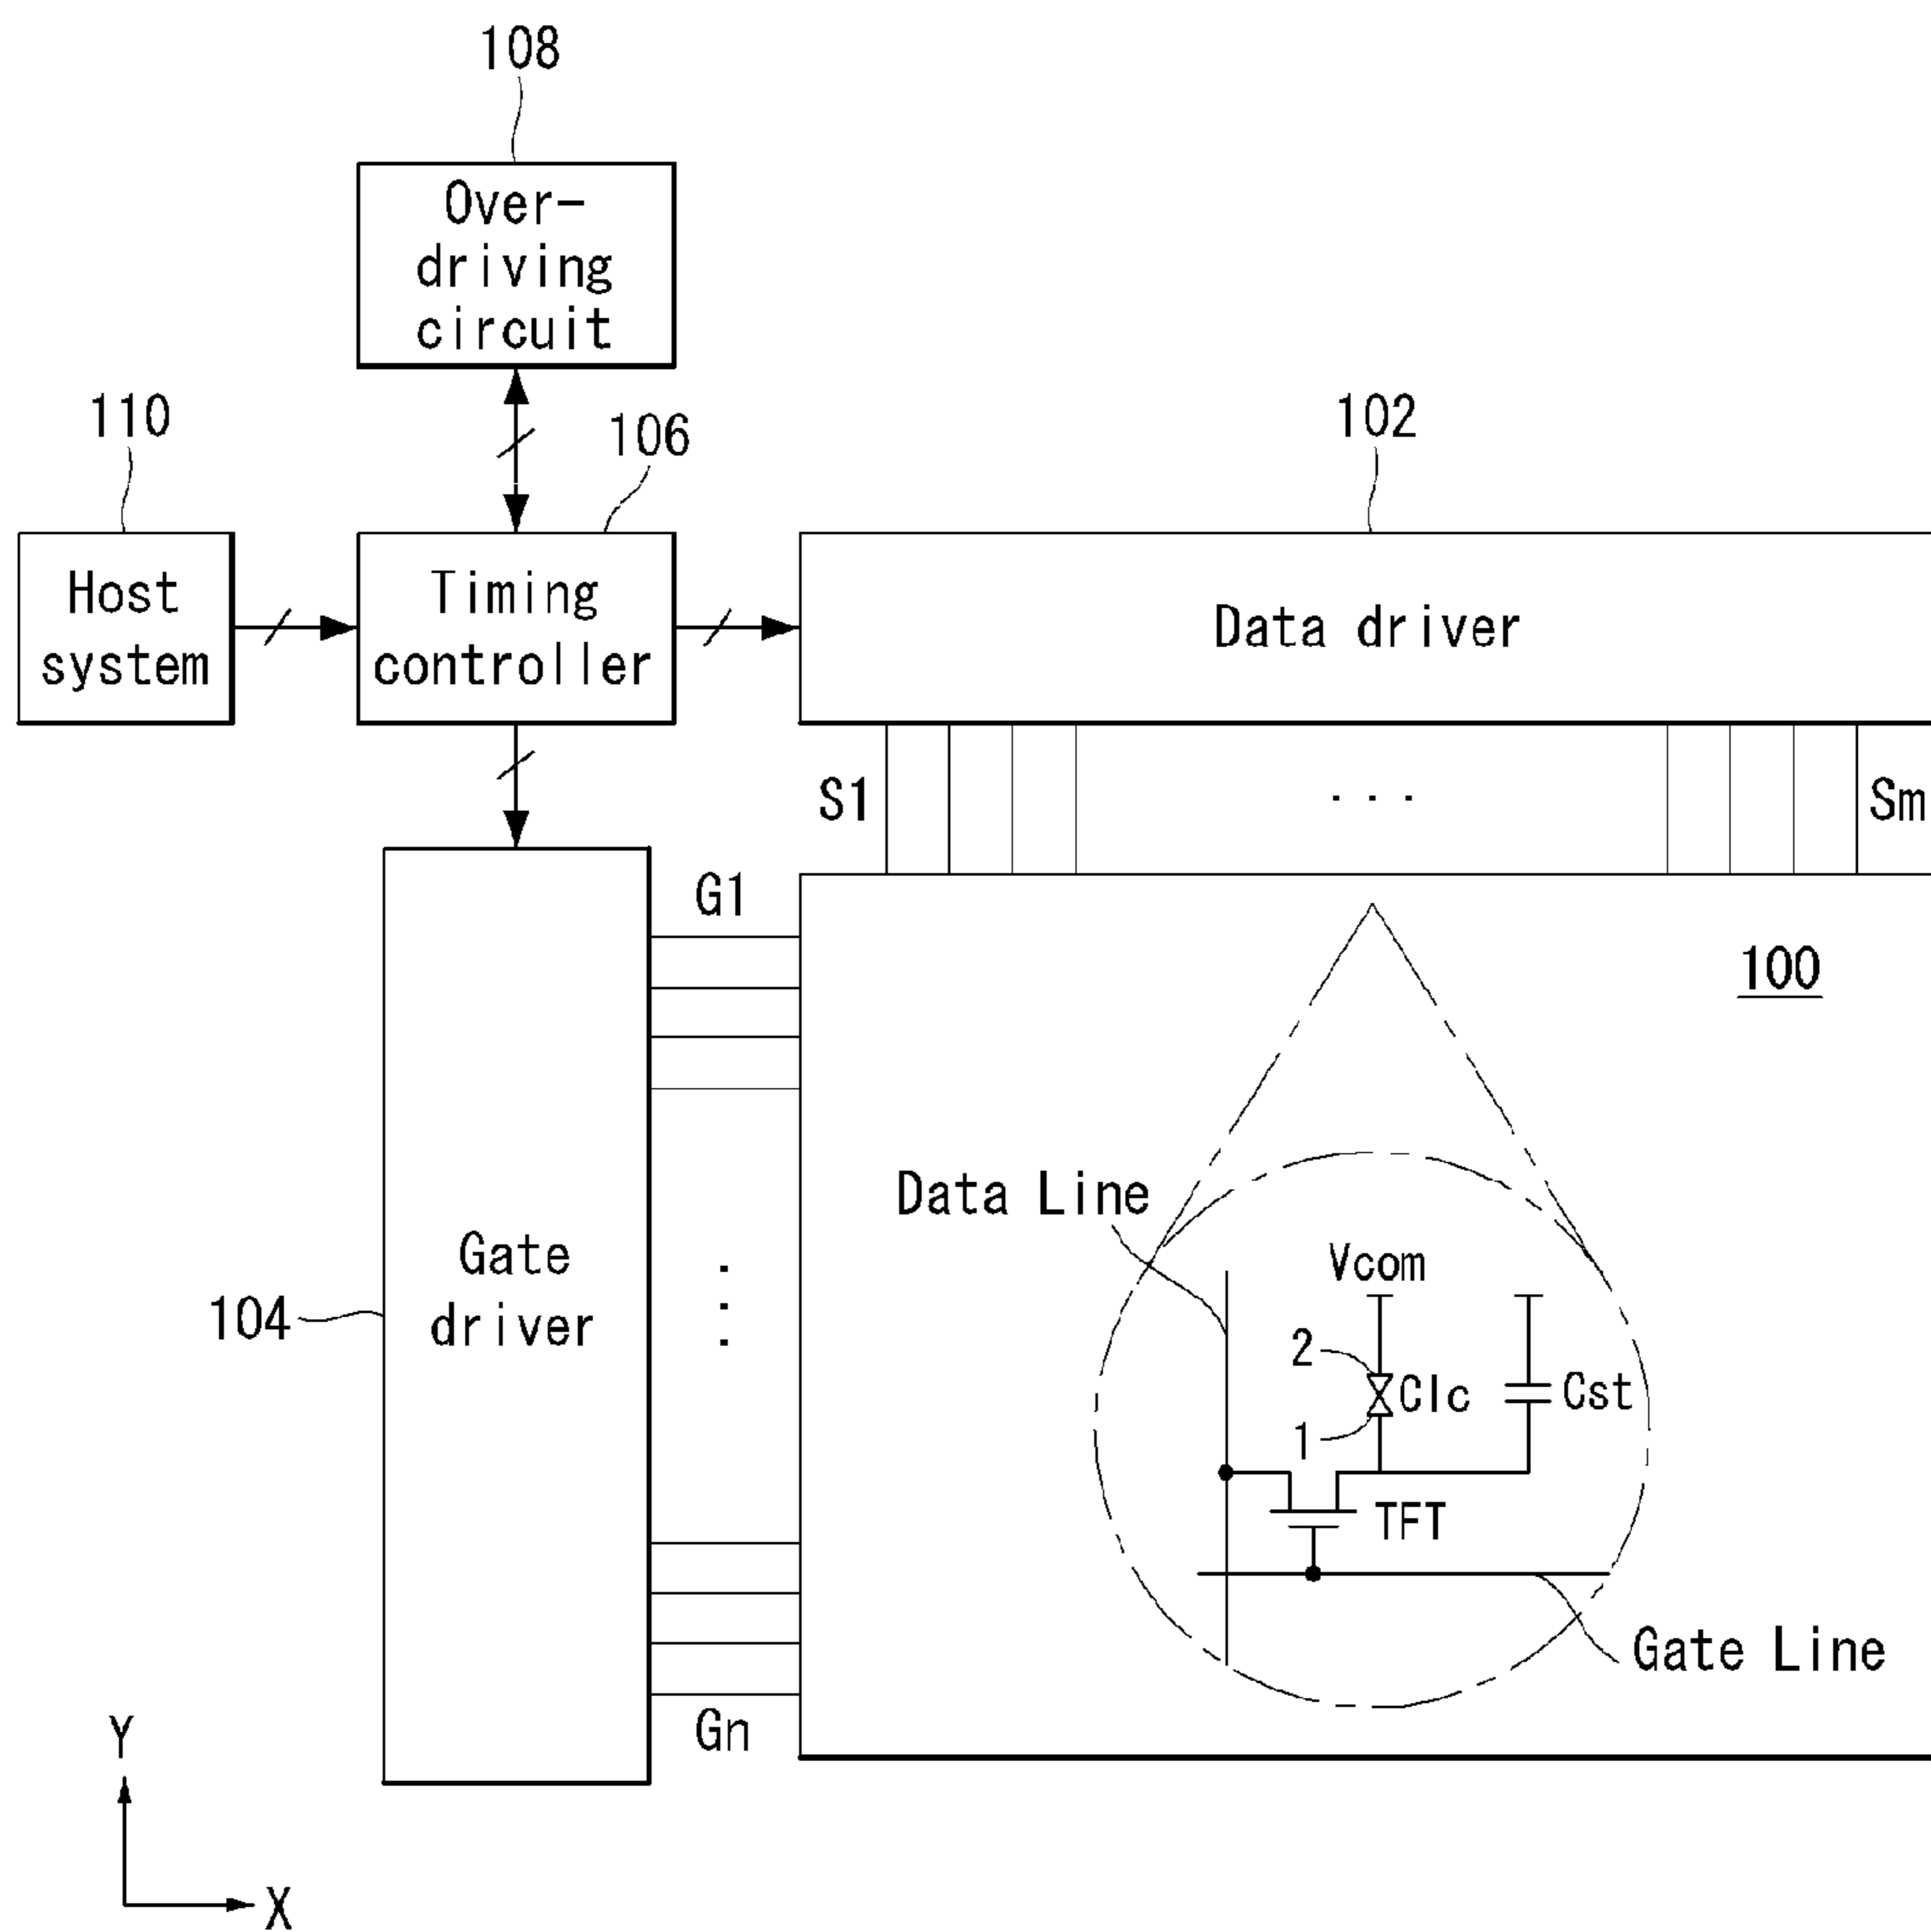 108
Over-
driving
circuit
110
106
102
Host
system
Timing
controller
Data driver
S1
. . .
Sm
G1
100
Data Line
Gate
driver
104
Vcom
2
Clc
Cst
1
TFT
Gate Line
Gn
Y
X